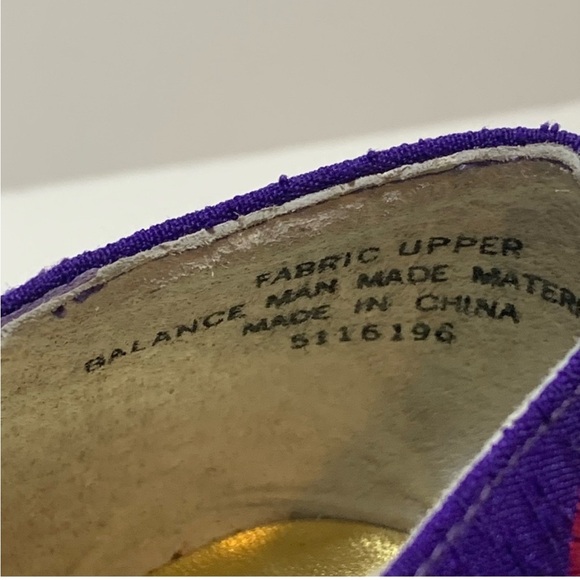 FABRIC UPPER
BALANCE MAN MADE MATER
MADE IN CHINA
5116196